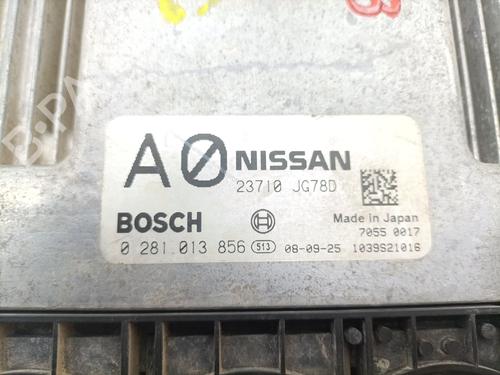 A0 NISSAN
23710 JG78D
BOSCH
Made in Japan
7055 0017
0 281 013 856 513 08-09-25 1039S21016
B-PA